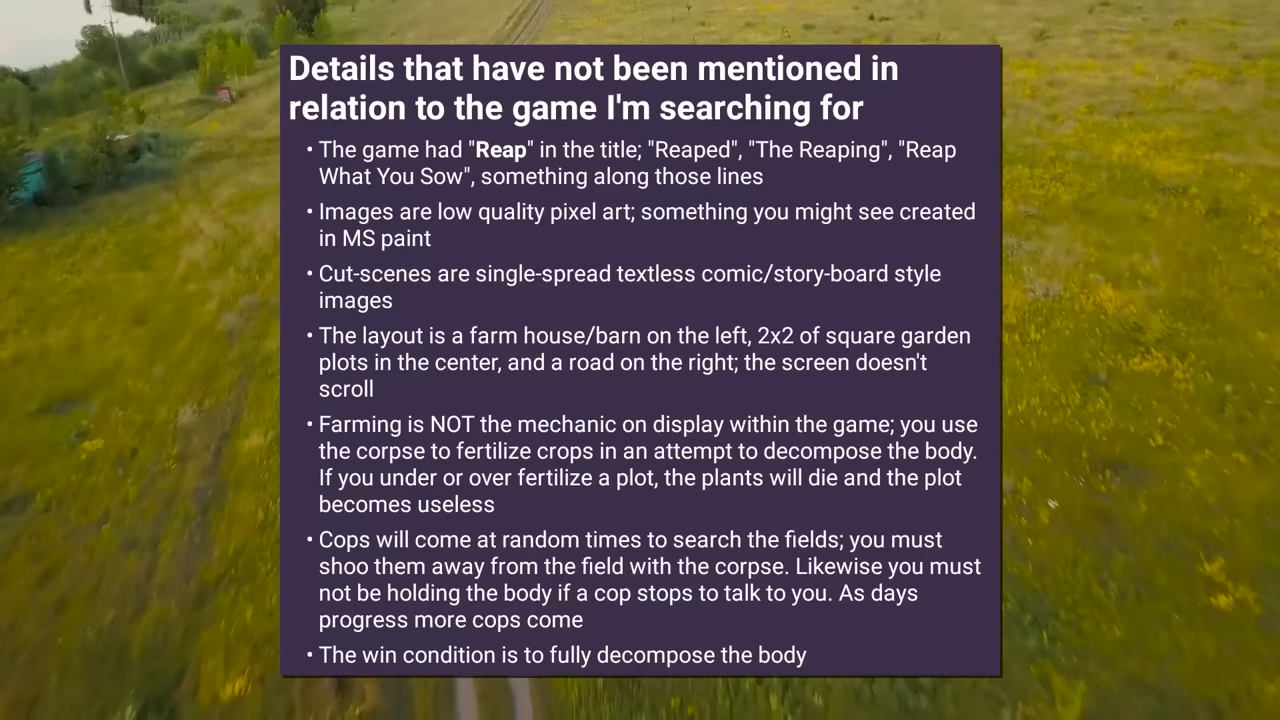 Details that have not been mentioned in
relation to the game I'm searching for
• The game had "Reap" in the title; "Reaped", "The Reaping", "Reap
What You Sow", something along those lines
• Images are low quality pixel art; something you might see created
in MS paint
• Cut-scenes are single-spread textless comic/story-board style
images
• The layout is a farm house/barn on the left, 2x2 of square garden
plots in the center, and a road on the right; the screen doesn't
scroll
• Farming is NOT the mechanic on display within the game; you use
the corpse to fertilize crops in an attempt to decompose the body.
If you under or over fertilize a plot, the plants will die and the plot
becomes useless
• Cops will come at random times to search the fields; you must
shoo them away from the field with the corpse. Likewise you must
not be holding the body if a cop stops to talk to you. As days
progress more cops come
• The win condition is to fully decompose the body